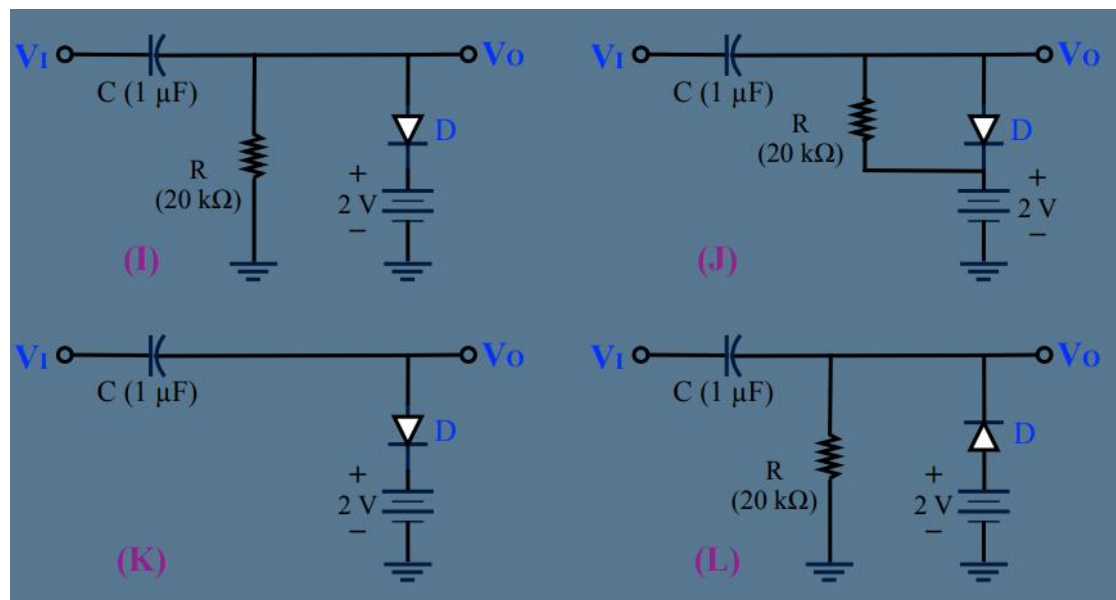 VI
C (1 µF)
R
(20 kΩ)
VO
D
+
2 V
−
(I)
VI
C (1 µF)
R
(20 kΩ)
VO
D
+
2 V
−
(J)
VI
C (1 µF)
VO
D
+
2 V
−
(K)
VI
C (1 µF)
R
(20 kΩ)
VO
D
+
2 V
−
(L)